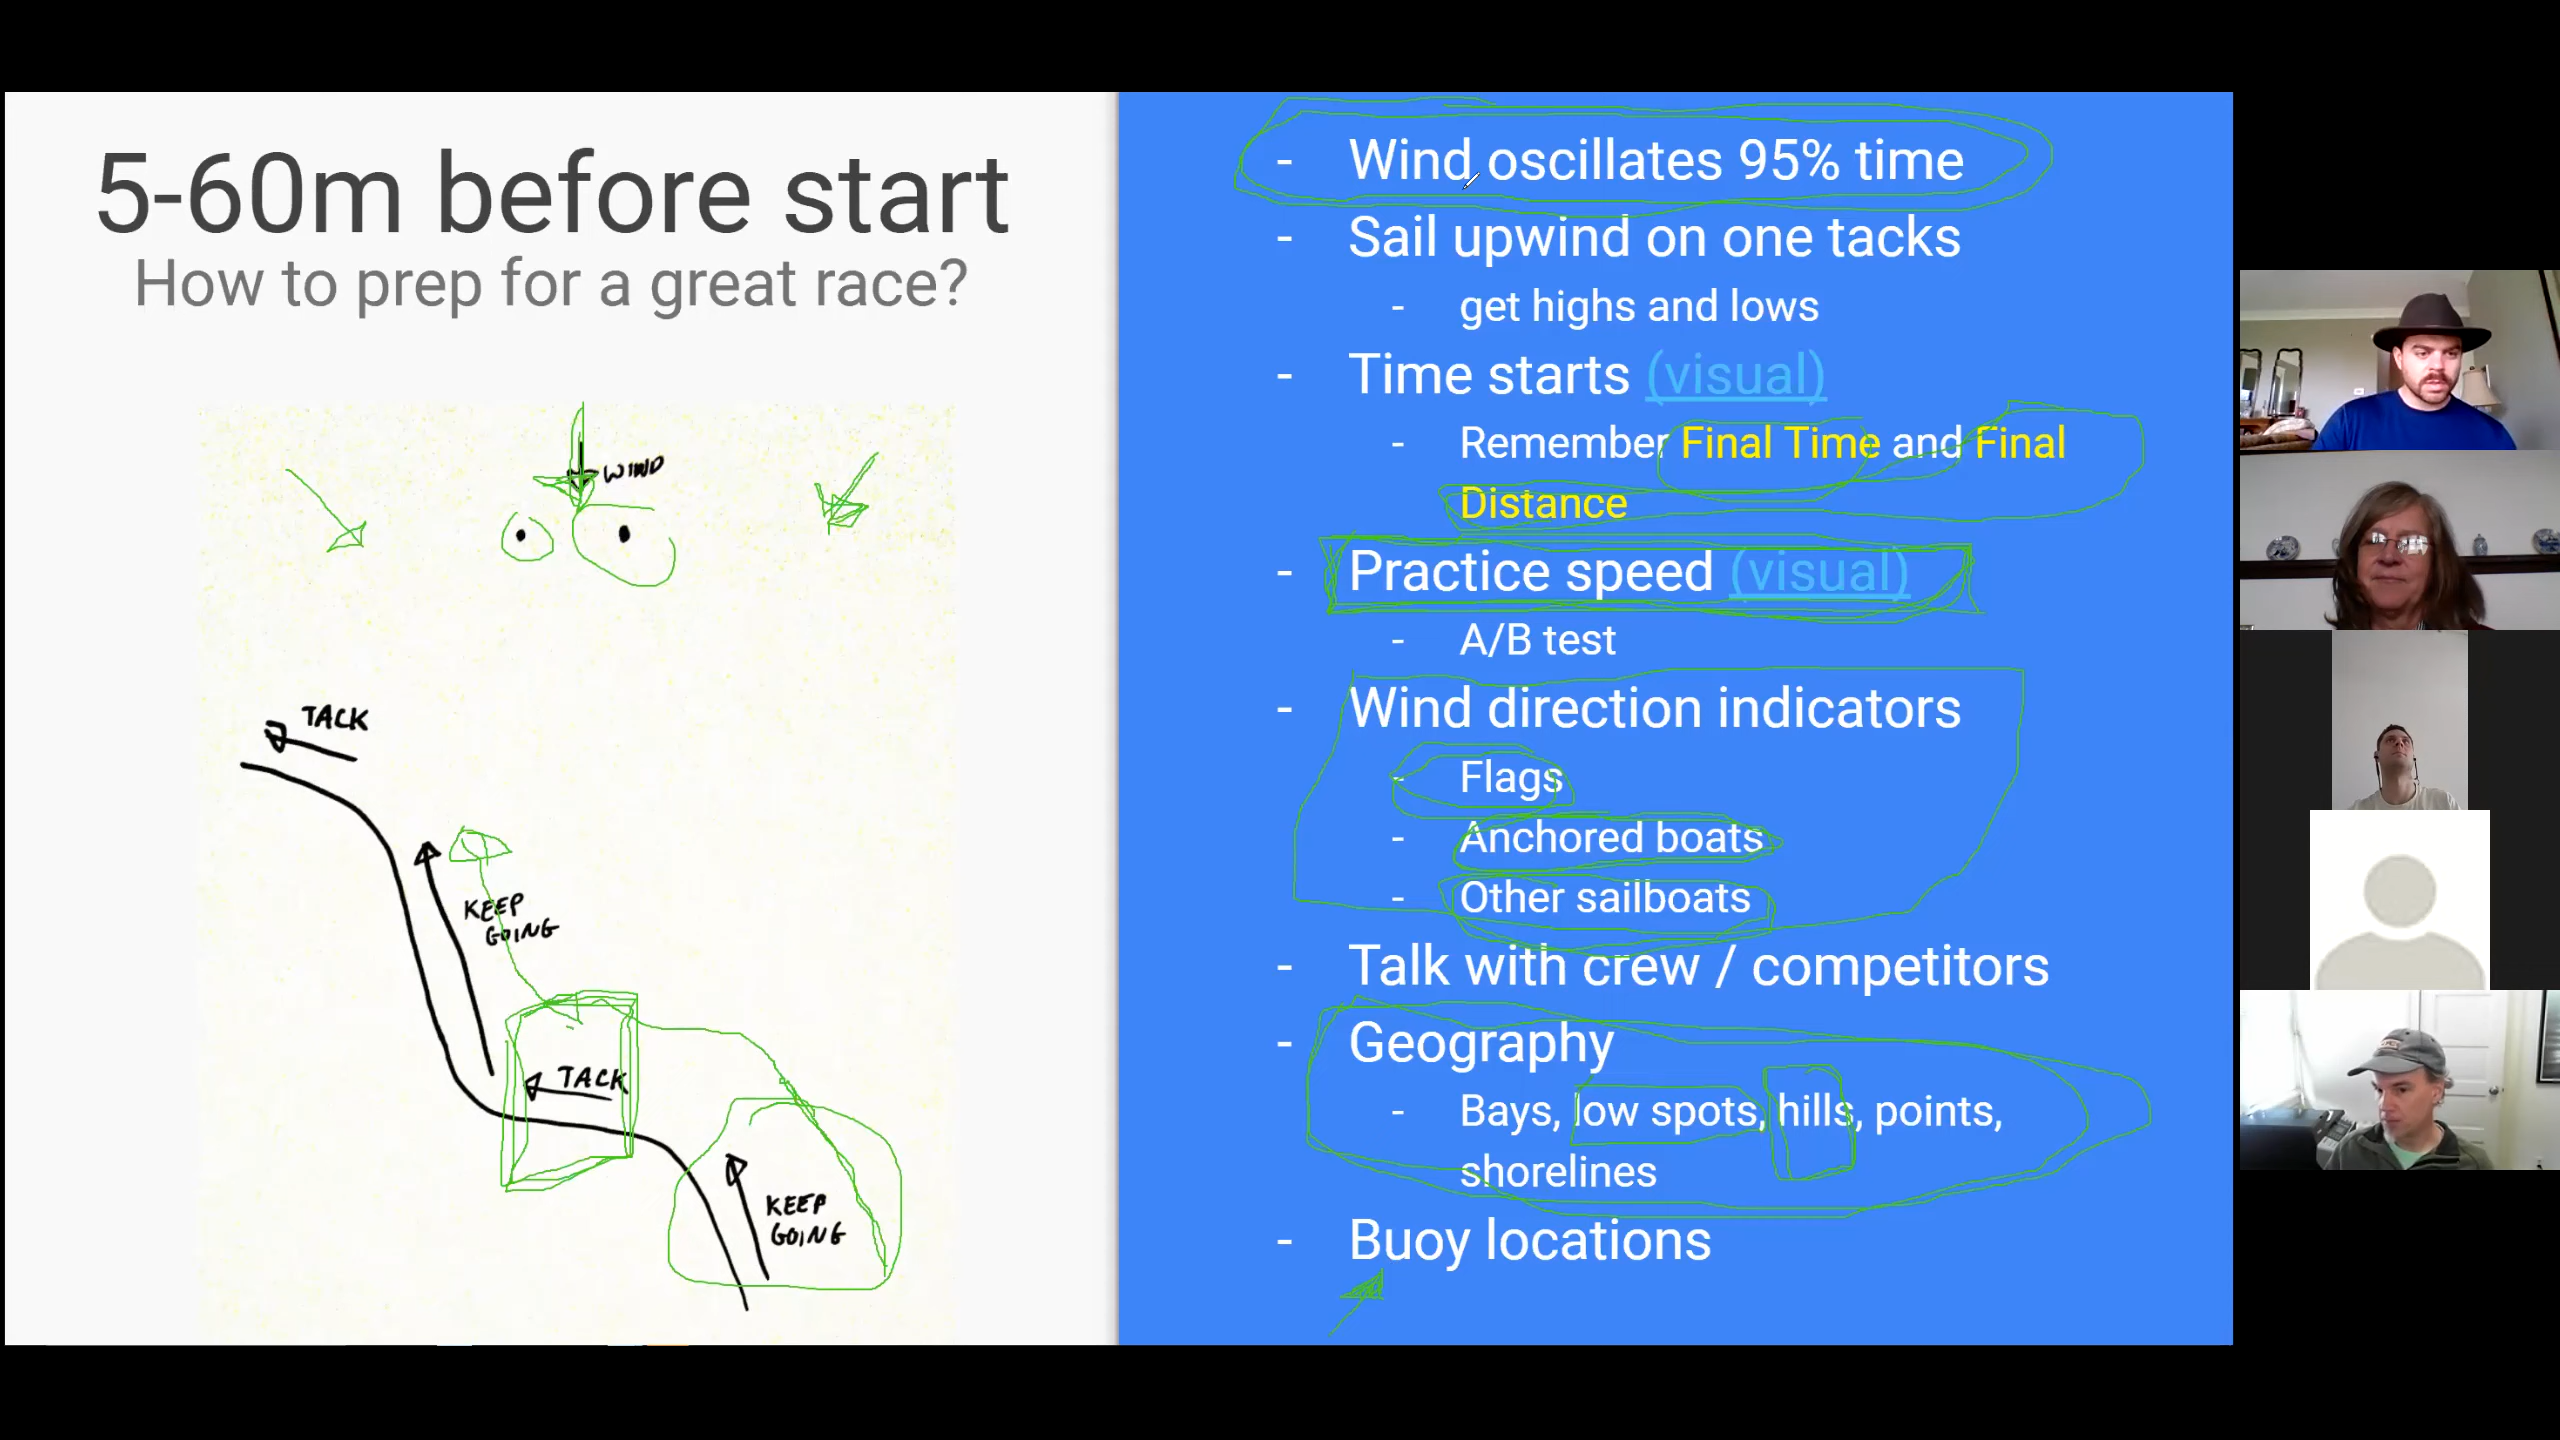 5-60m before start
How to prep for a great race?
WIND
TACK
KEEP
GOING
TACK
KEEP
GOING
- Wind oscillates 95% time
- Sail upwind on one tacks
- get highs and lows
- Time starts (visual)
- Remember Final Time and Final
Distance
- Practice speed (visual)
- A/B test
- Wind direction indicators
- Flags
- Anchored boats
- Other sailboats
- Talk with crew / competitors
- Geography
- Bays, low spots, hills, points,
shorelines
- Buoy locations